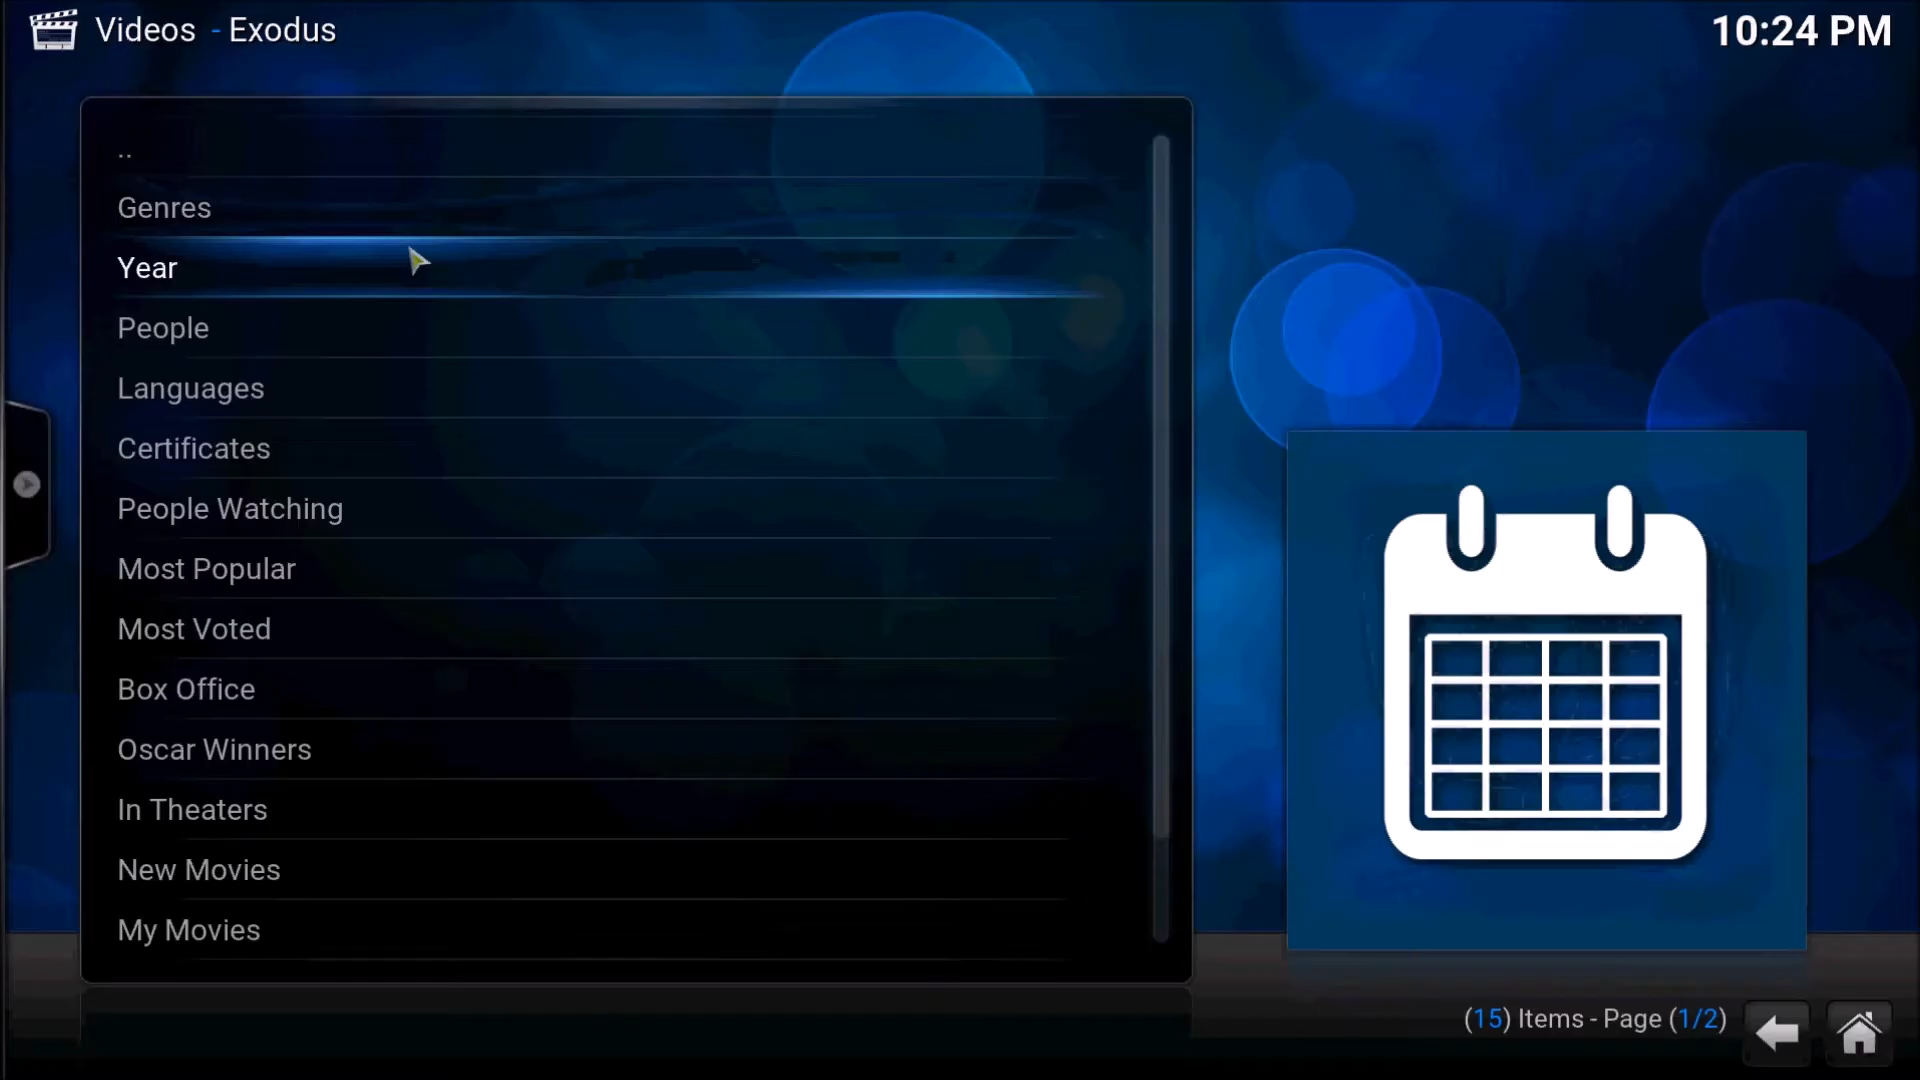 Videos - Exodus
10:24 PM
..
Genres
Year
People
Languages
Certificates
People Watching
Most Popular
Most Voted
Box Office
Oscar Winners
In Theaters
New Movies
My Movies
(15) Items - Page (1/2)